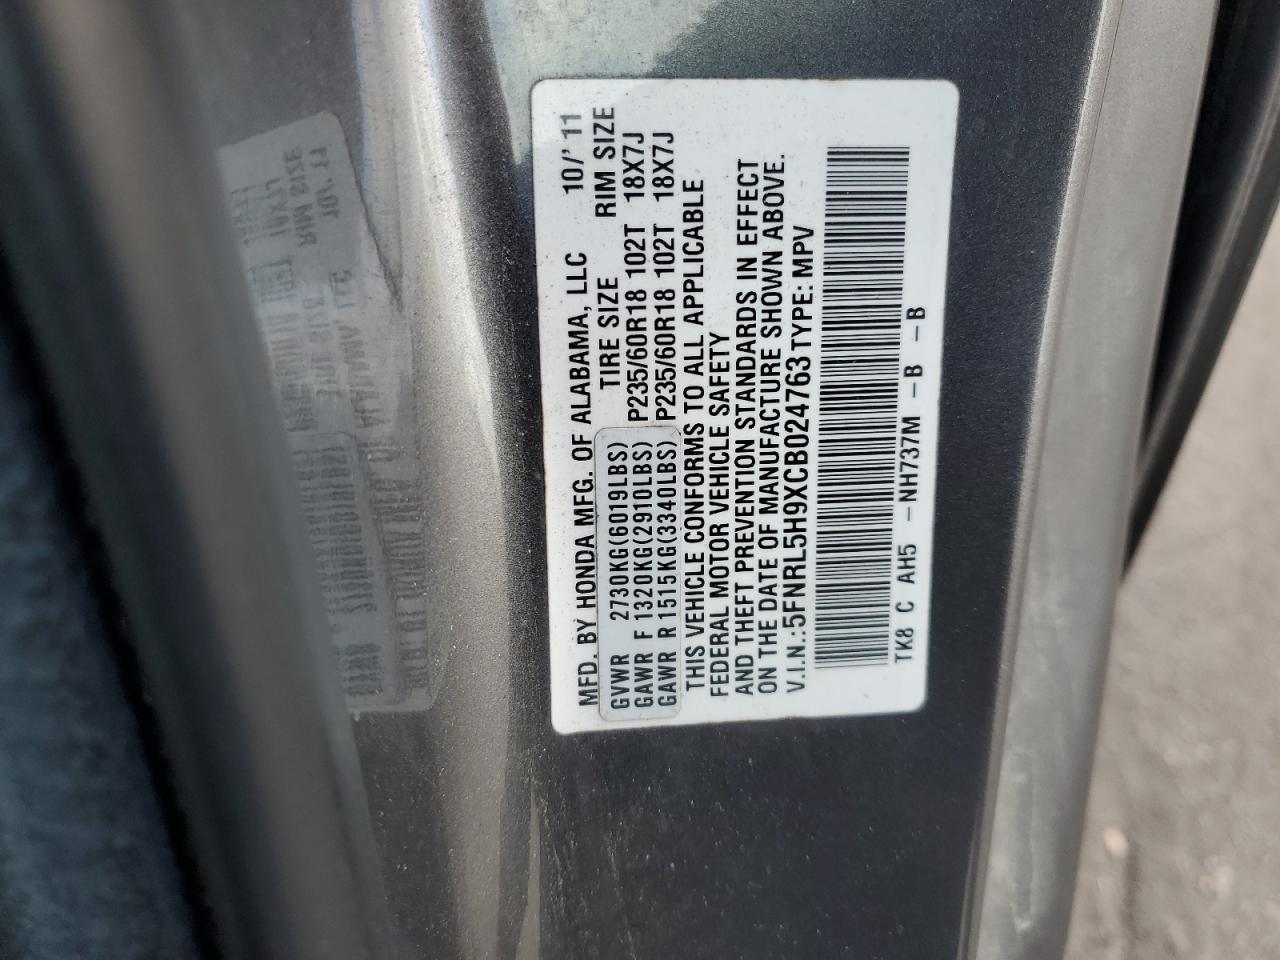 MFD. BY HONDA MFG. OF ALABAMA, LLC 10/'11
TIRE SIZE RIM SIZE
GVWR 2730KG(6019LBS)
GAWR F 1320KG(2910LBS) P235/60R18 102T 18X7J
GAWR R 1515KG(3340LBS) P235/60R18 102T 18X7J
THIS VEHICLE CONFORMS TO ALL APPLICABLE
FEDERAL MOTOR VEHICLE SAFETY
AND THEFT PREVENTION STANDARDS IN EFFECT
ON THE DATE OF MANUFACTURE SHOWN ABOVE.
V.I.N.:5FNRL5H9XCB024763 TYPE: MPV
TK8 C AH5 -NH737M -B -B